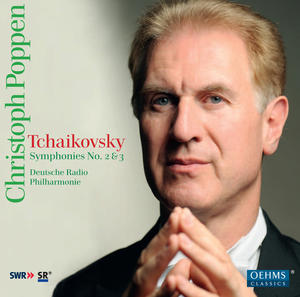 Christoph Poppen
Tchaikovsky
Symphonies No. 2 & 3
Deutsche Radio
Philharmonie
SWR>> SR
OEHMS
CLASSICS